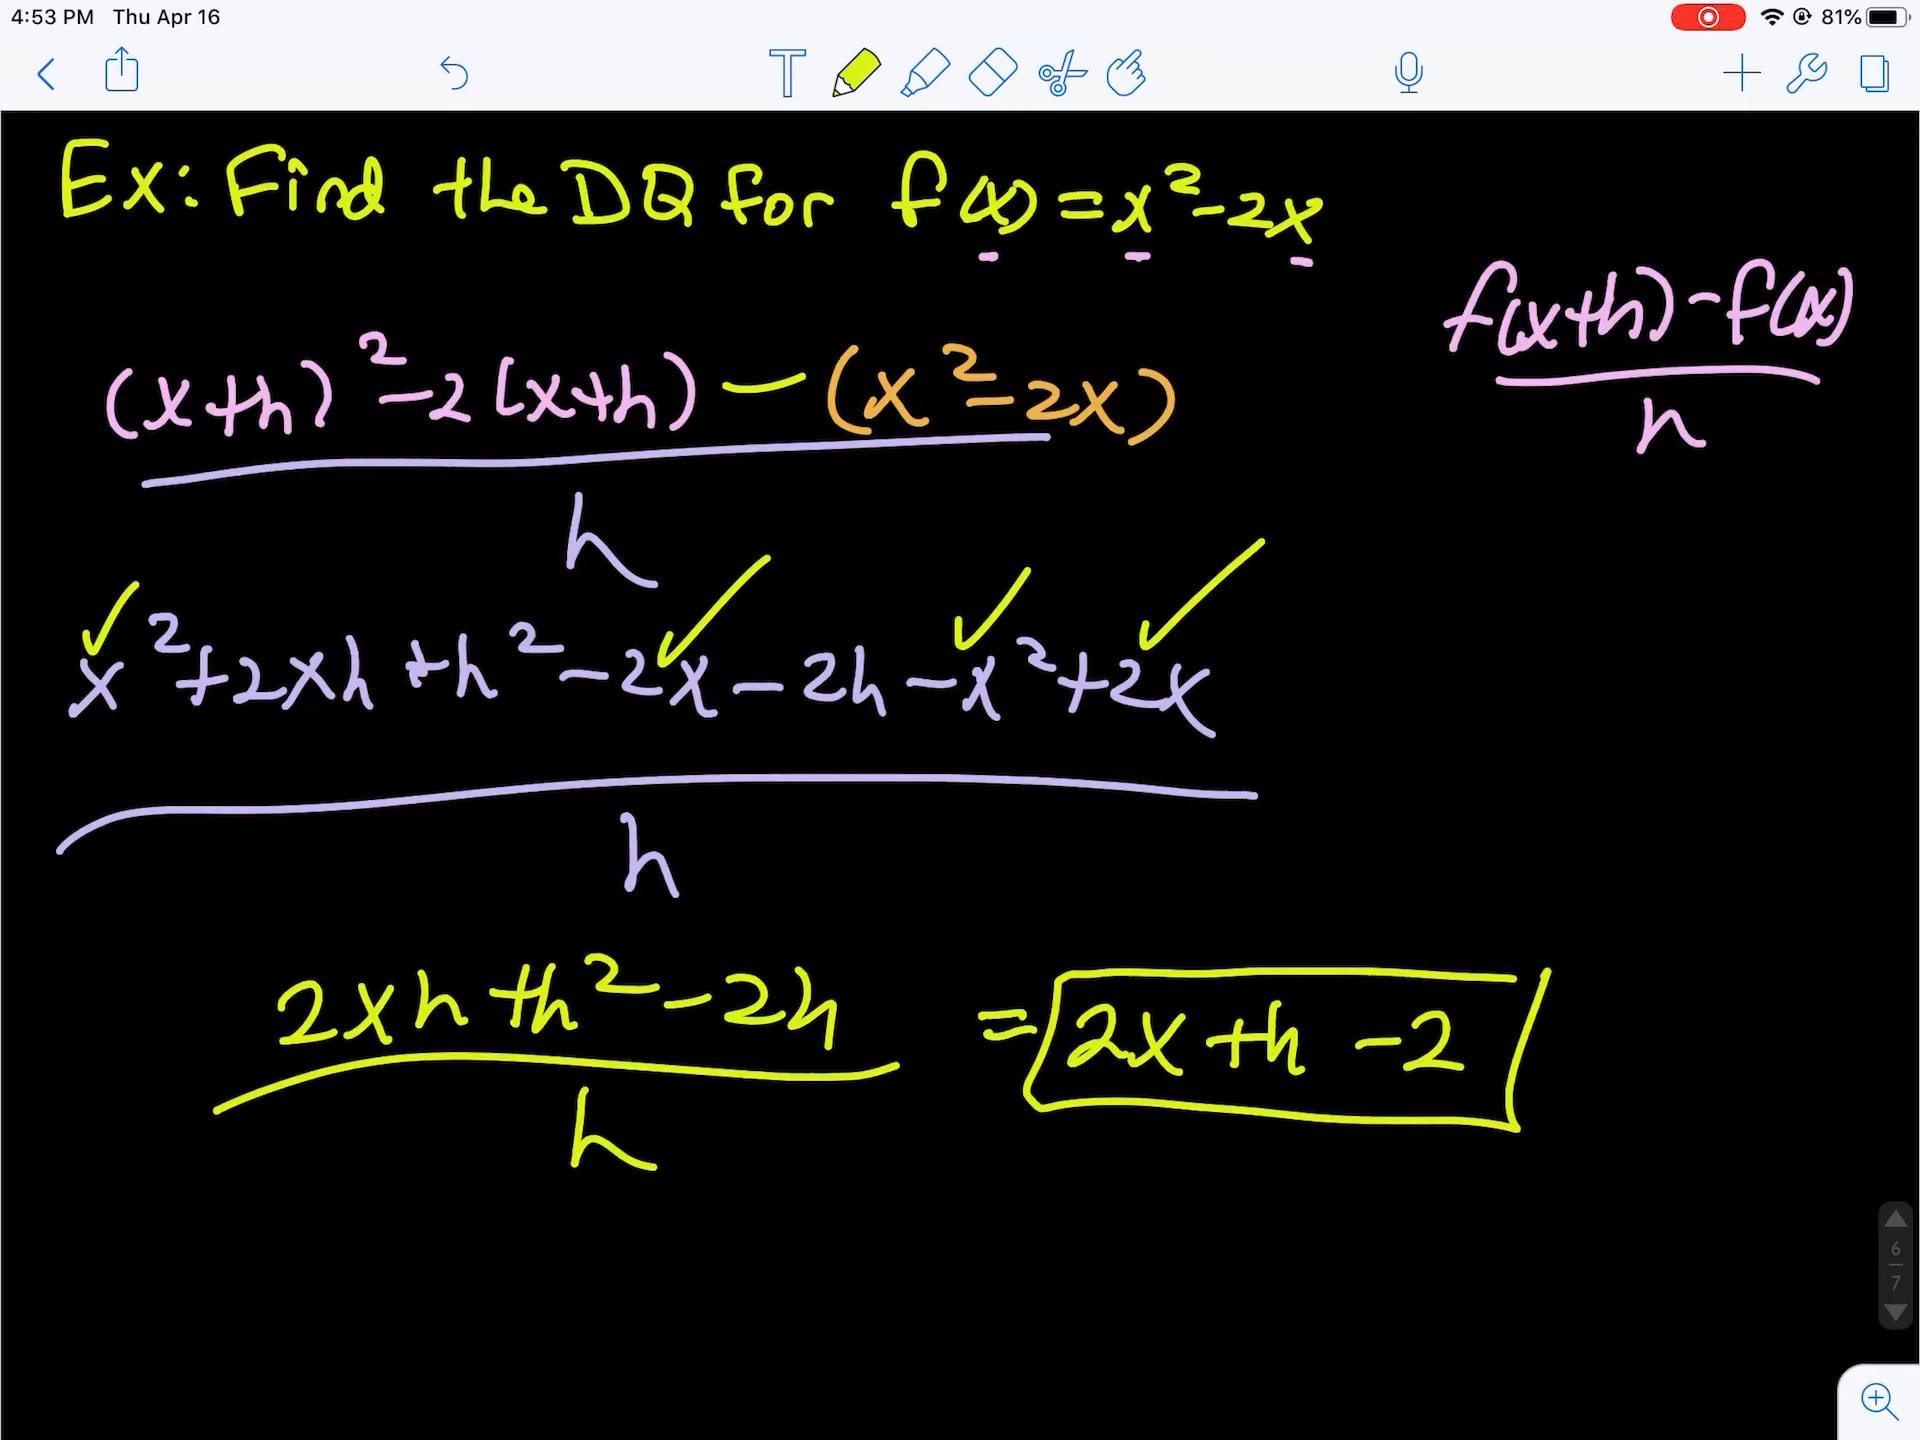 4:53 PM Thu Apr 16
81%
T
Ex: Find the DQ for f(x) = x² - 2x
f(x+h) - f(x)
h
(x+h)² - 2(x+h) - (x² - 2x)
h
x² + 2xh + h² - 2x - 2h - x² + 2x
h
2xh + h² - 2h
= 2x + h - 2
h
6
7